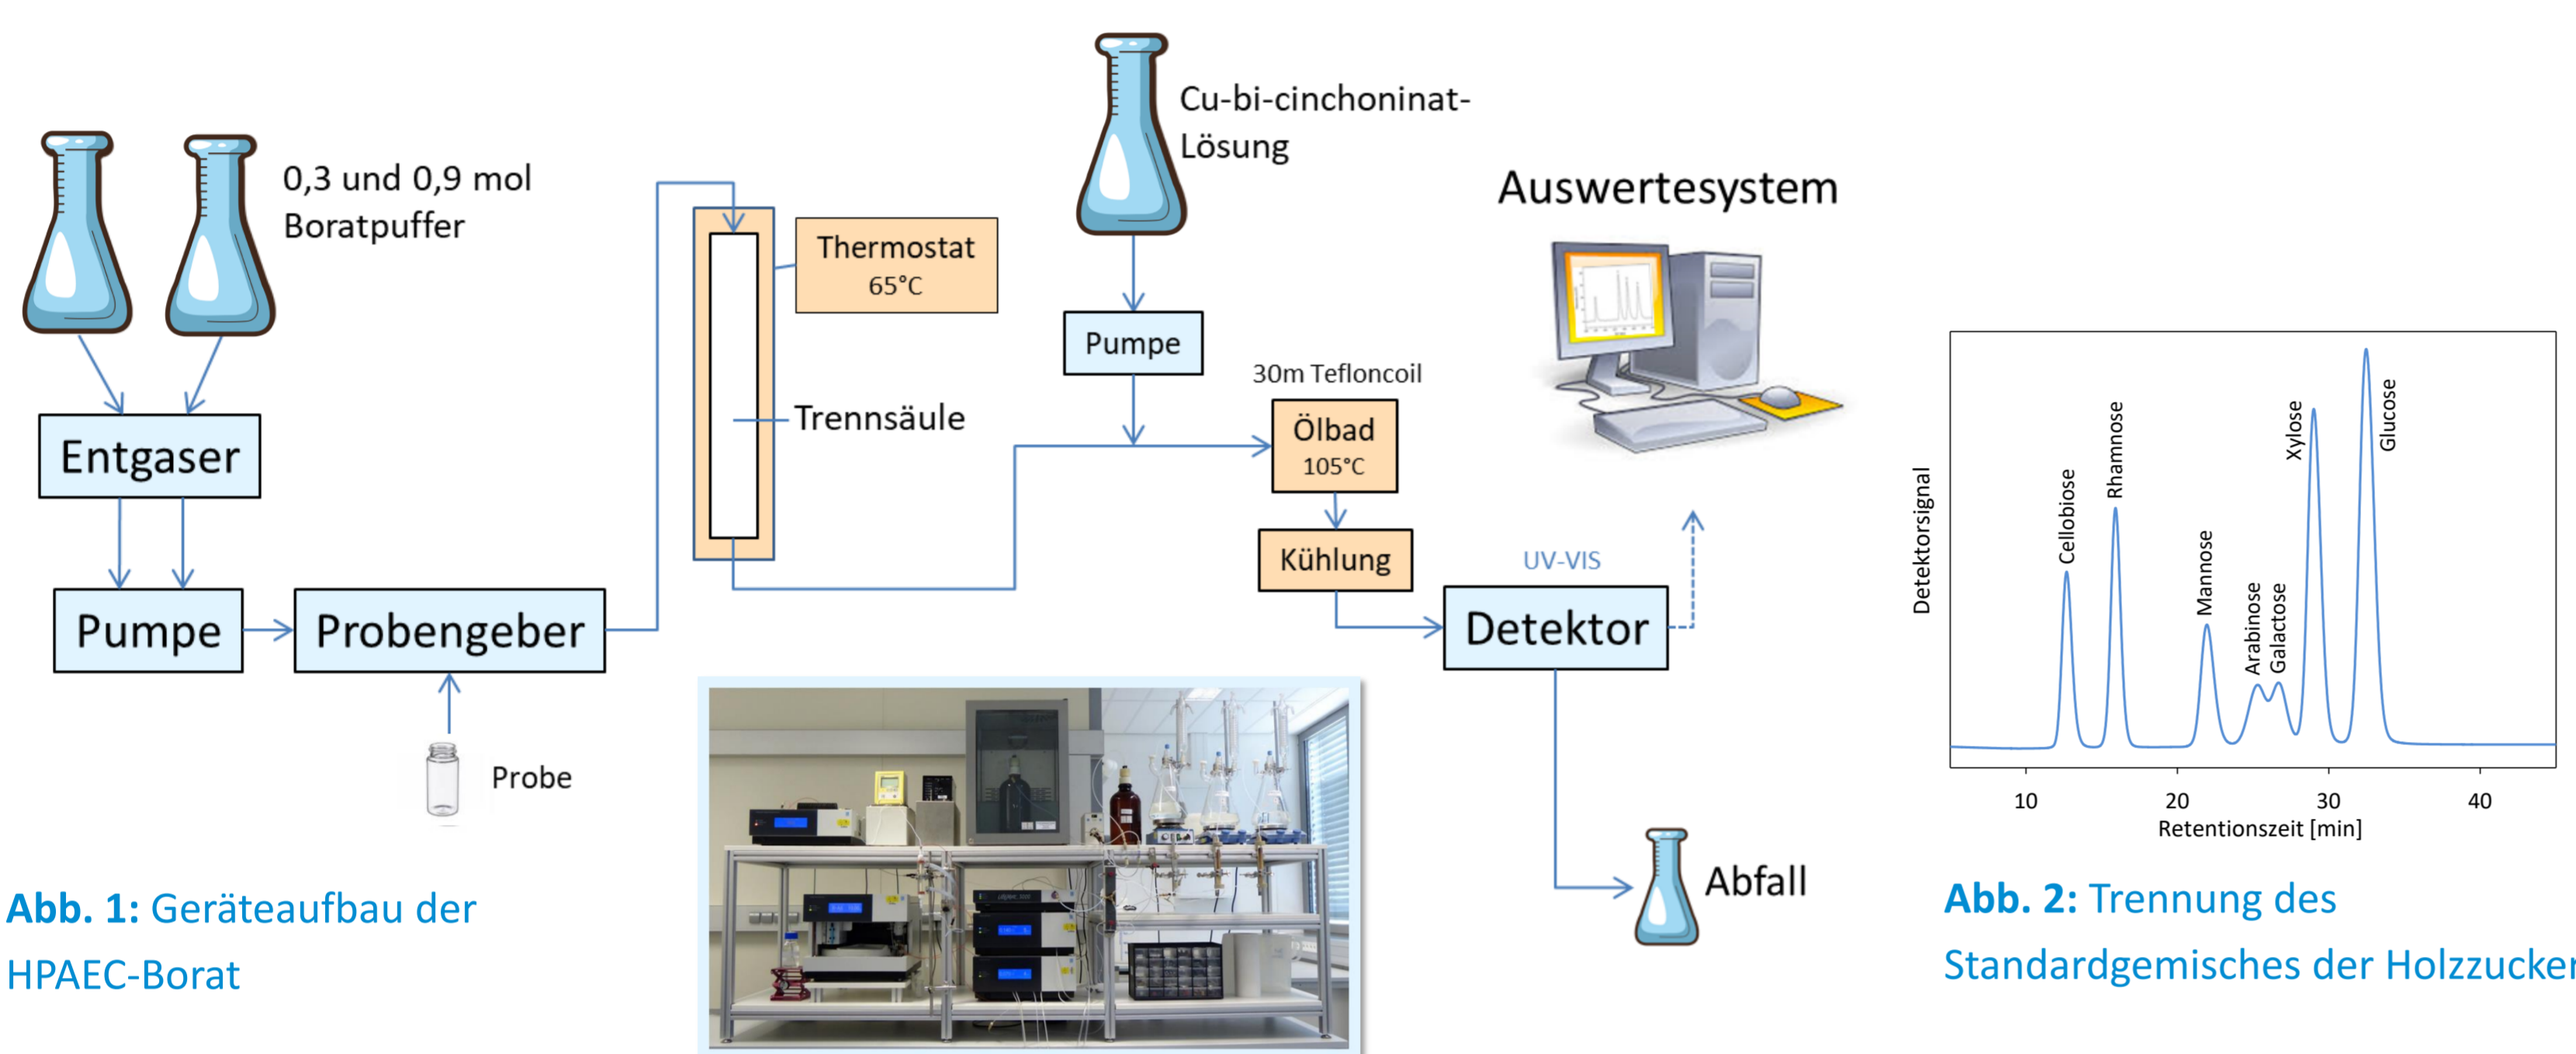 0,3 und 0,9 mol
Boratpuffer
Entgaser
Pumpe
Probengeber
Probe
Thermostat
65°C
Trennsäule
Cu-bi-cinchoninat-
Lösung
Pumpe
30m Tefloncoil
Ölbad
105°C
Kühlung
UV-VIS
Detektor
Auswertesystem
Abfall
Abb. 1: Geräteaufbau der
HPAEC-Borat
Detektorsignal
Cellobiose
Rhamnose
Mannose
Arabinose
Galactose
Xylose
Glucose
10 20 30 40
Retentionszeit [min]
Abb. 2: Trennung des
Standardgemisches der Holzzucker